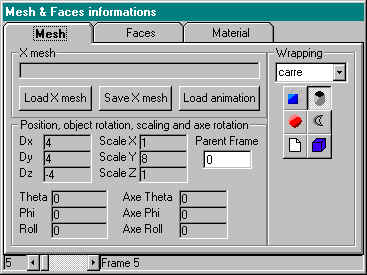 Mesh & Faces informations
Mesh Faces Material
X mesh
Load X mesh Save X mesh Load animation
Wrapping
carre
Position, object rotation, scaling and axe rotation
Dx 4 Scale X 1 Parent Frame
Dy 4 Scale Y 8 0
Dz -4 Scale Z 1
Theta 0 Axe Theta 0
Phi 0 Axe Phi 0
Roll 0 Axe Roll 0
5 Frame 5